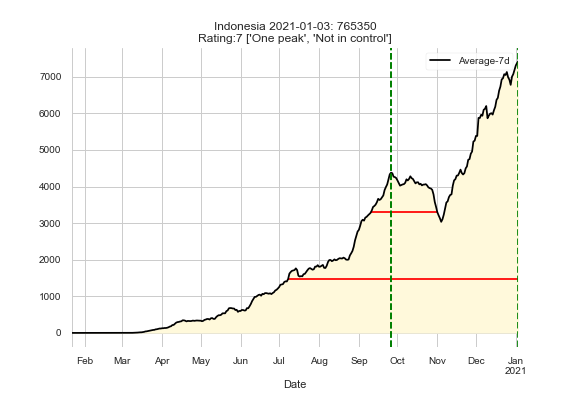 Indonesia 2021-01-03: 765350
Rating:7 ['One peak', 'Not in control']
Average-7d
7000
6000
5000
4000
3000
2000
1000
0
Feb Mar Apr May Jun Jul Aug Sep Oct Nov Dec Jan
2021
Date